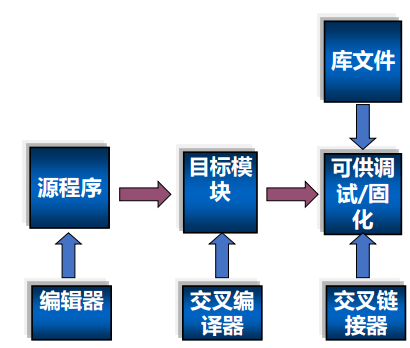 库文件
源程序
目标模
块
可供调
试/固
化
编辑器
交叉编
译器
交叉链
接器